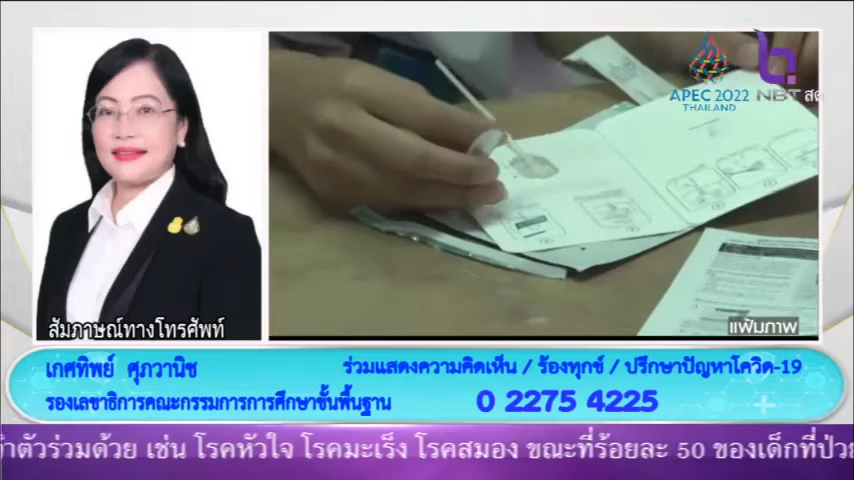 APEC 2022
THAILAND
NBT
สัมภาษณ์ทางโทรศัพท์
แฟ้มภาพ
เกศทิพย์ ศุภวานิช
รองเลขาธิการคณะกรรมการการศึกษาขั้นพื้นฐาน
ร่วมแสดงความคิดเห็น / ร้องทุกข์ / ปรึกษาปัญหาโควิด-19
0 2275 4225
ตัวร่วมด้วย เช่น โรคหัวใจ โรคมะเร็ง โรคสมอง ขณะที่ร้อยละ 50 ของเด็กที่ป่วย